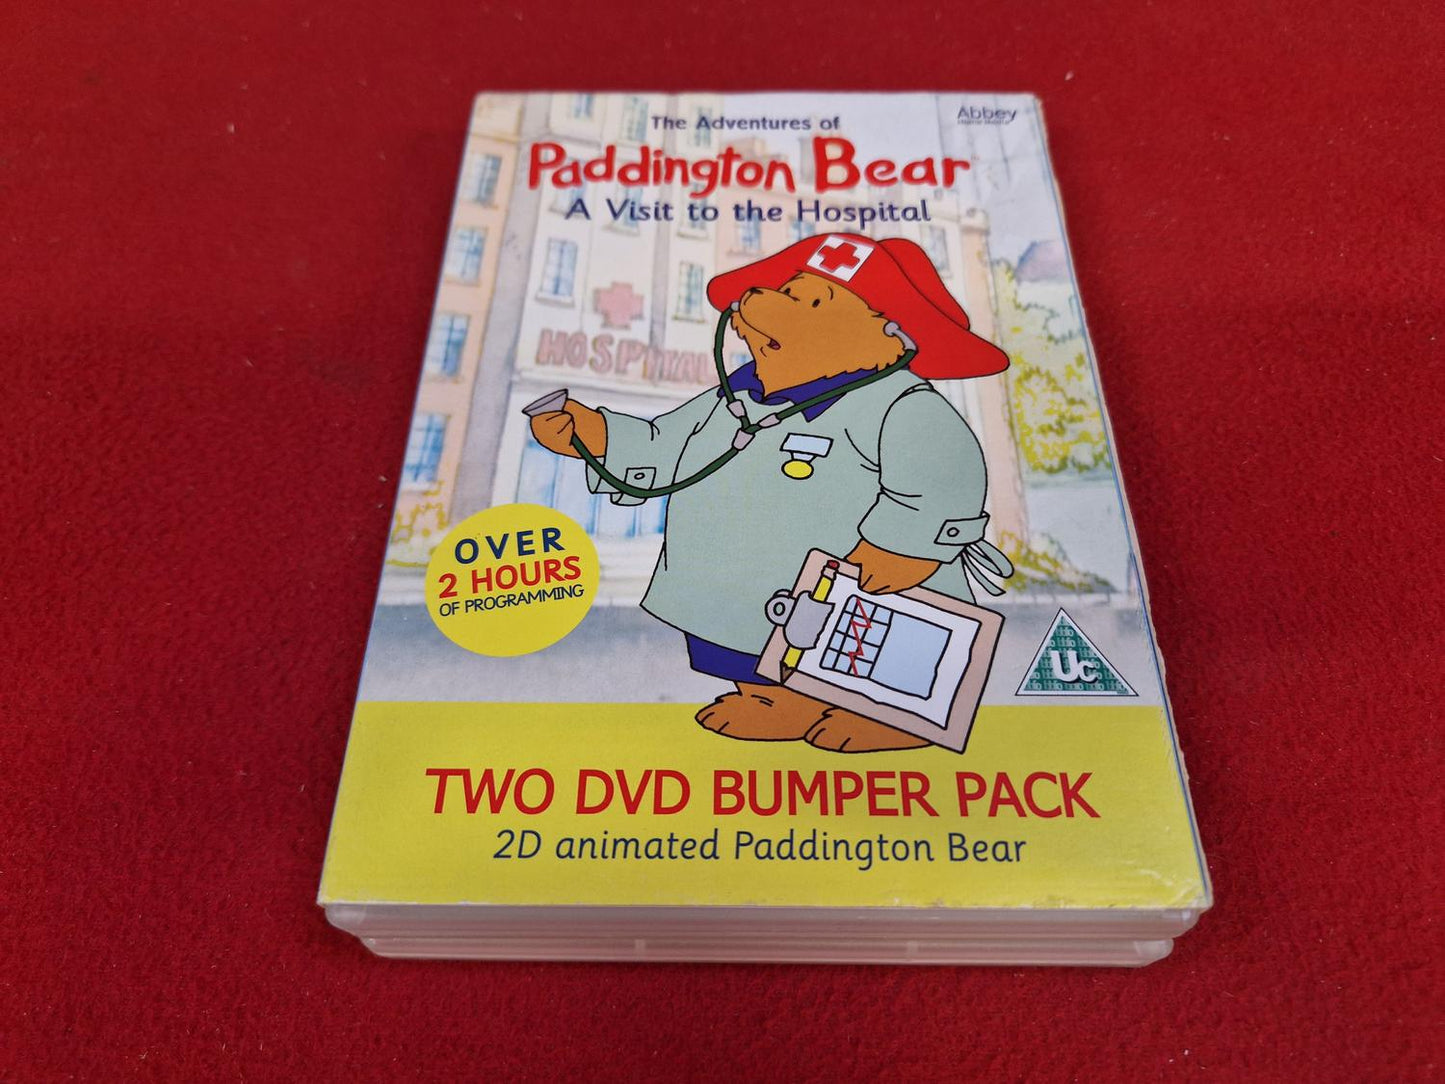 The Adventures of
Abbey
Paddington Bear
A Visit to the Hospital
HOSPITAL
OVER
2 HOURS
OF PROGRAMMING
Uc
TWO DVD BUMPER PACK
2D animated Paddington Bear